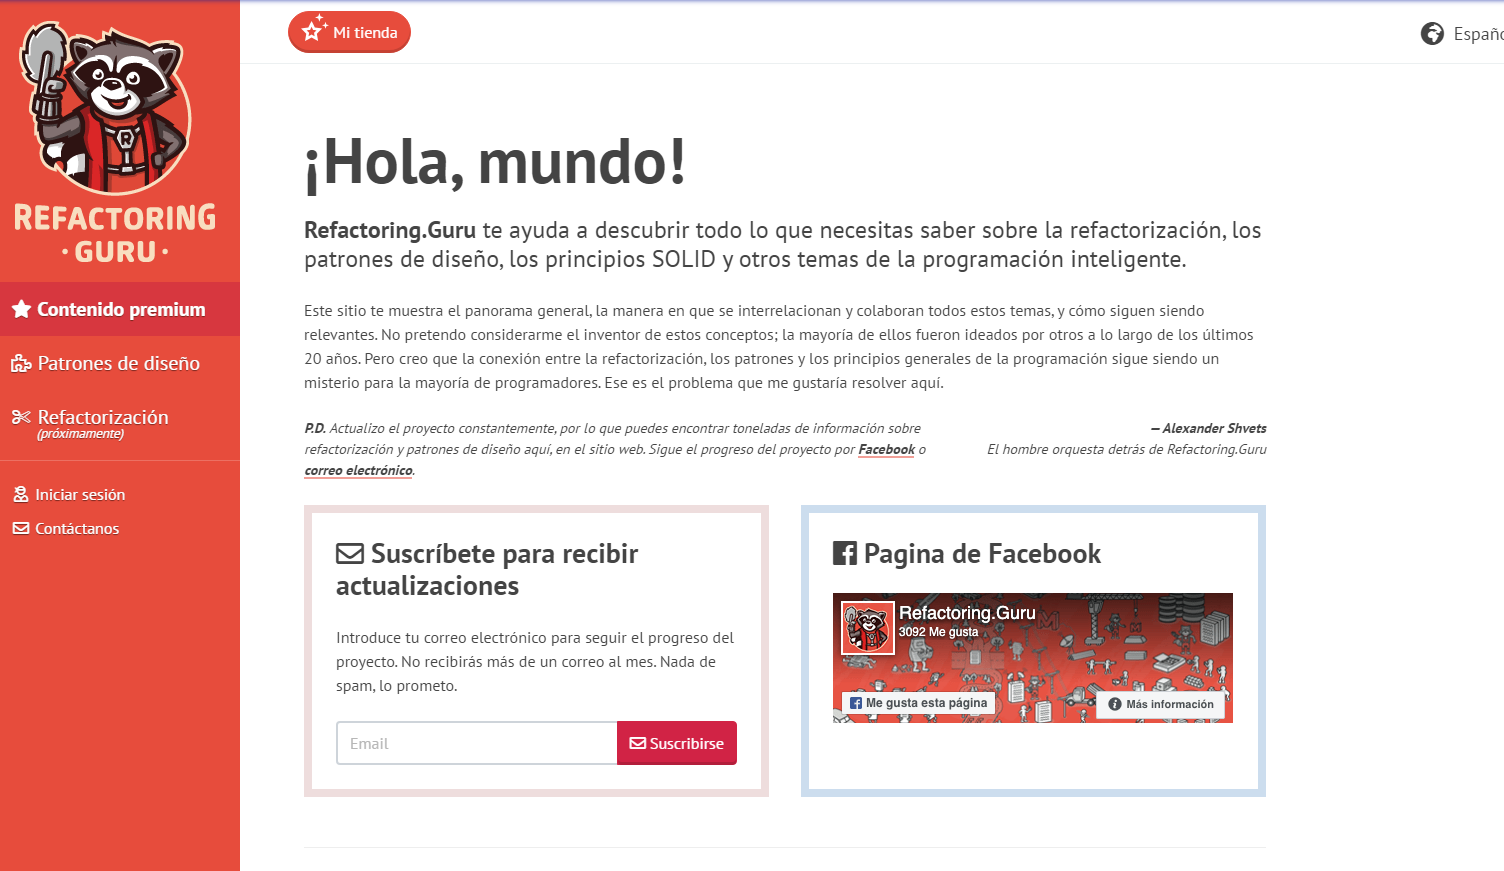 REFACTORING
· GURU ·
Contenido premium
Patrones de diseño
Refactorización
(próximamente)
Iniciar sesión
Contáctanos
Mi tienda
Españo
¡Hola, mundo!
Refactoring.Guru te ayuda a descubrir todo lo que necesitas saber sobre la refactorización, los
patrones de diseño, los principios SOLID y otros temas de la programación inteligente.
Este sitio te muestra el panorama general, la manera en que se interrelacionan y colaboran todos estos temas, y cómo siguen siendo
relevantes. No pretendo considerarme el inventor de estos conceptos; la mayoría de ellos fueron ideados por otros a lo largo de los últimos
20 años. Pero creo que la conexión entre la refactorización, los patrones y los principios generales de la programación sigue siendo un
misterio para la mayoría de programadores. Ese es el problema que me gustaría resolver aquí.
P.D. Actualizo el proyecto constantemente, por lo que puedes encontrar toneladas de información sobre
refactorización y patrones de diseño aquí, en el sitio web. Sigue el progreso del proyecto por Facebook o
correo electrónico.
— Alexander Shvets
El hombre orquesta detrás de Refactoring.Guru
Suscríbete para recibir
actualizaciones
Introduce tu correo electrónico para seguir el progreso del
proyecto. No recibirás más de un correo al mes. Nada de
spam, lo prometo.
Email
Suscribirse
Pagina de Facebook
Refactoring.Guru
3092 Me gusta
Me gusta esta página
Más información